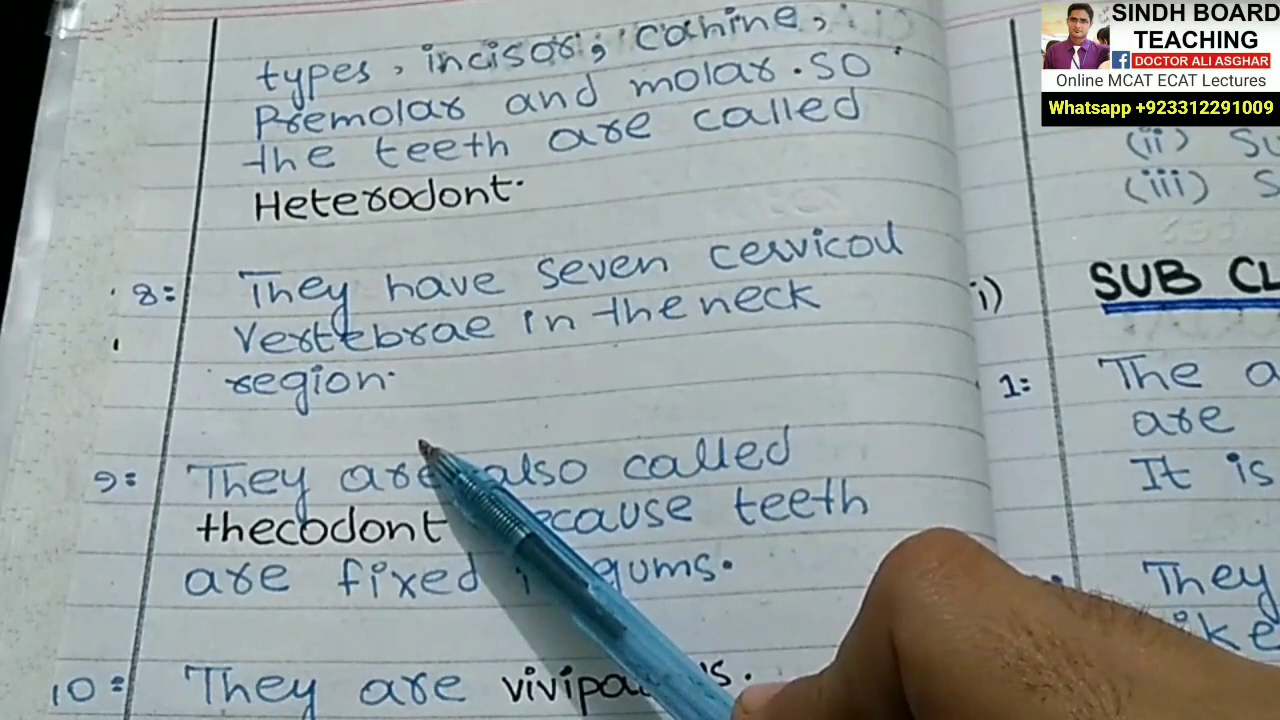 types, incisor, canine,
Premolar and molar. So
the teeth are called
Heterodont.
8:= They have seven cervical
Vertebrae in the neck
region.
9:= They are also called
thecodont because teeth
are fixed gums.
10:= They are
(ii) Su
(iii) S
i) SUB CL
1:= The a
are
It is
They
ike
SINDH BOARD
TEACHING
DOCTOR ALI ASGHAR
Online MCAT ECAT Lectures
Whatsapp +923312291009